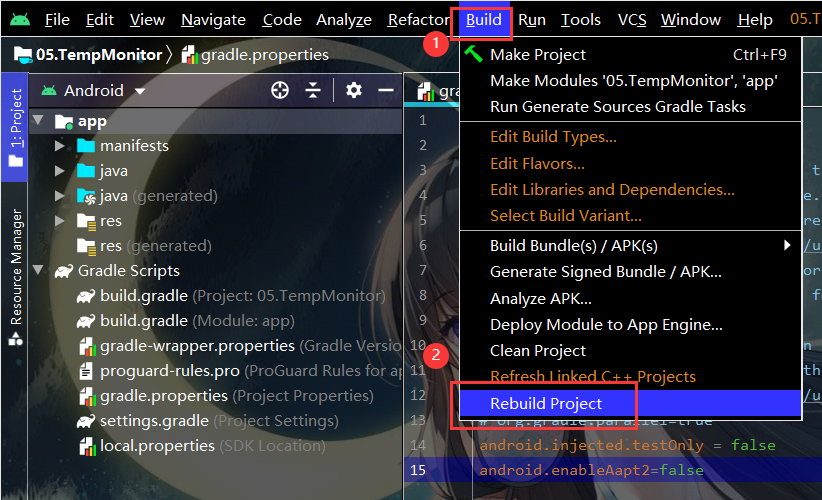 File Edit View Navigate Code Analyze Refactor Build Run Tools VCS Window Help 05.T
1
05.TempMonitor gradle.properties
Make Project Ctrl+F9
1: Project
Android
Make Modules '05.TempMonitor', 'app'
Run Generate Sources Gradle Tasks
app
manifests
java
java (generated)
res
res (generated)
Gradle Scripts
build.gradle (Project: 05.TempMonitor)
build.gradle (Module: app)
gradle-wrapper.properties (Gradle Versio
proguard-rules.pro (ProGuard Rules for ap
gradle.properties (Project Properties)
settings.gradle (Project Settings)
local.properties (SDK Location)
Resource Manager
Edit Build Types...
Edit Flavors...
Edit Libraries and Dependencies...
Select Build Variant...
Build Bundle(s) / APK(s)
Generate Signed Bundle / APK...
Analyze APK...
Deploy Module to App Engine...
Clean Project
2
Refresh Linked C++ Projects
Rebuild Project
1
2
3
4
5
6
7
8
9
10
11
12
13 # org.gradle.parallel=true
14 android.injected.testOnly = false
15 android.enableAapt2=false